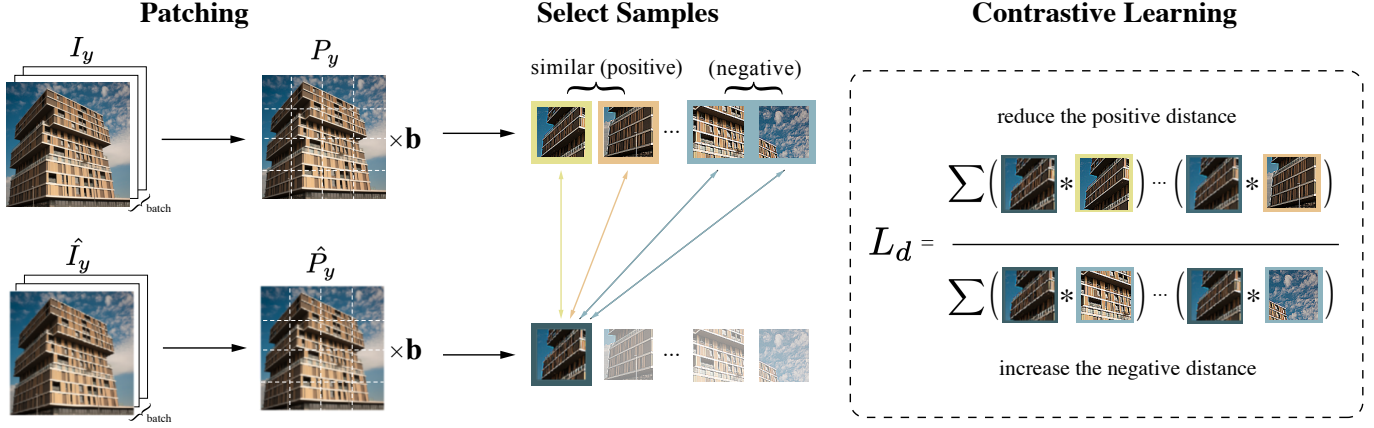 Patching
Select Samples
Contrastive Learning
I_y
P_y
×b
batch
similar (positive)
(negative)
...
Î_y
P̂_y
×b
batch
...
reduce the positive distance
∑( * ) ... ( * )
L_d =
∑( * ) ... ( * )
increase the negative distance